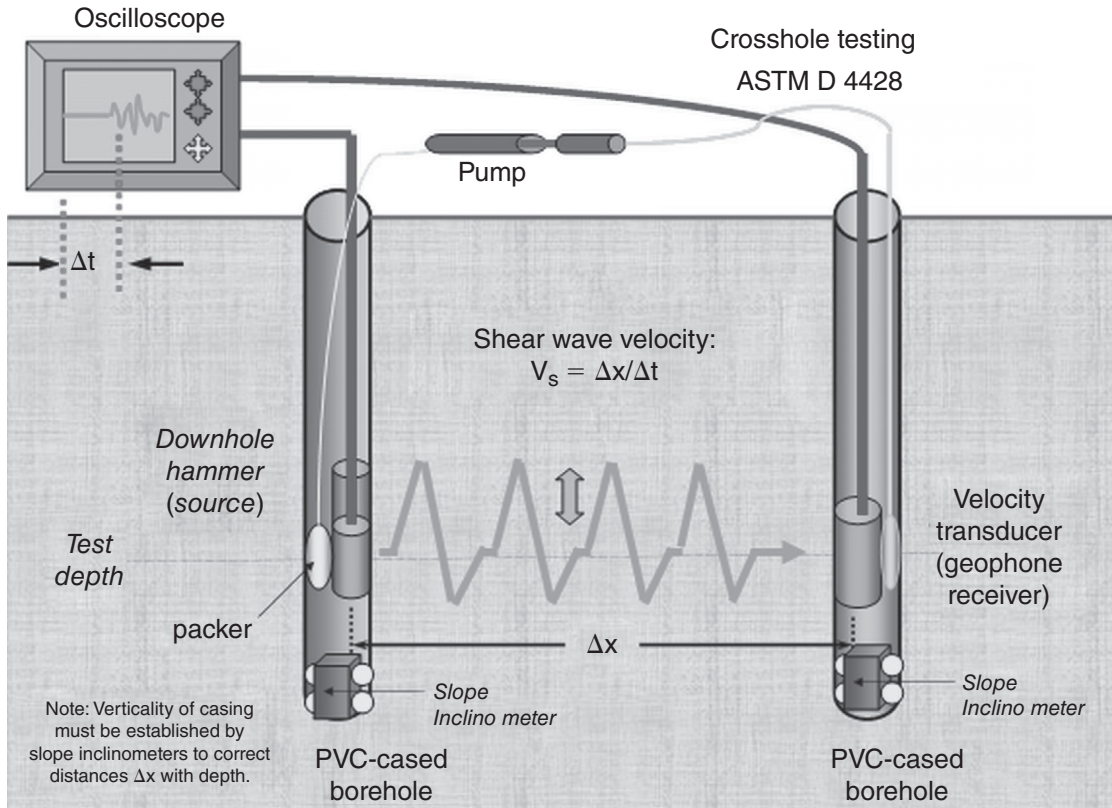 Oscilloscope
Crosshole testing
ASTM D 4428
Pump
Δt
Shear wave velocity:
Vₛ = Δx/Δt
Downhole
hammer
(source)
Test
depth
Velocity
transducer
(geophone
receiver)
packer
Δx
Slope
Inclino meter
Slope
Inclino meter
Note: Verticality of casing
must be established by
slope inclinometers to correct
distances Δx with depth.
PVC-cased
borehole
PVC-cased
borehole